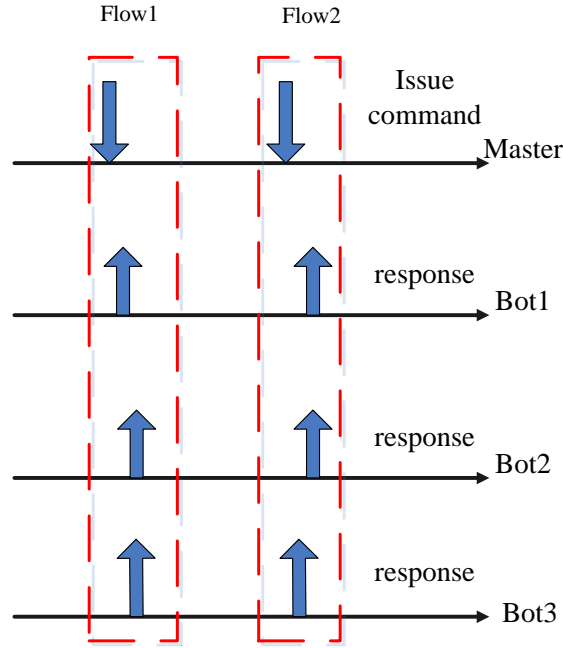 Flow1
Flow2
Issue
command
Master
response
Bot1
response
Bot2
response
Bot3